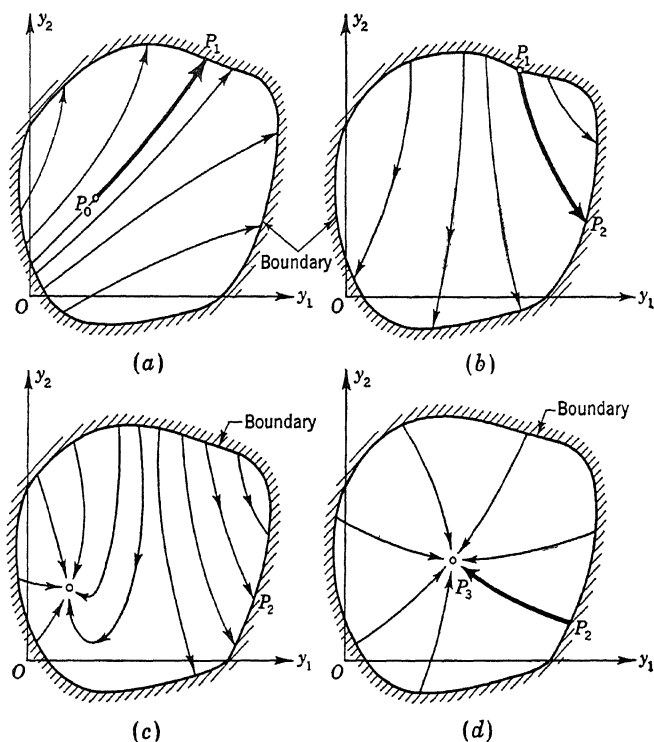 y₂
P₁
P₀
Boundary
O
y₁
(a)
y₂
P₁
P₂
O
y₁
(b)
y₂
Boundary
P₂
O
y₁
(c)
y₂
Boundary
P₃
P₂
O
y₁
(d)